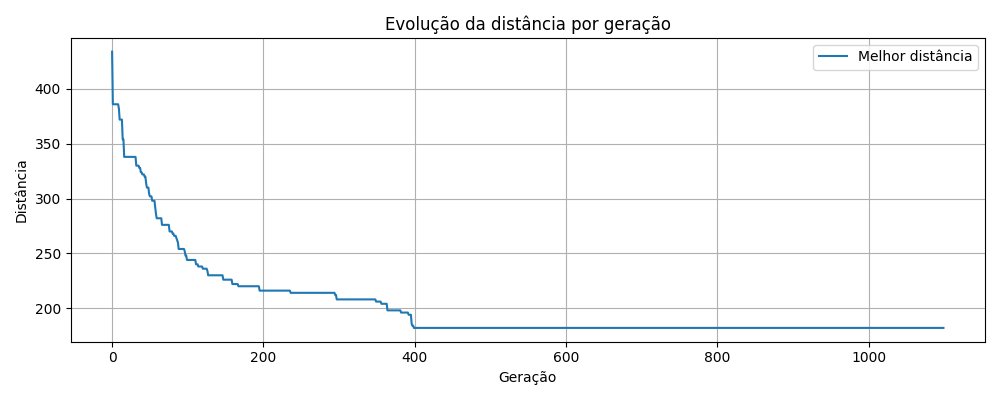 Evolução da distância por geração
Melhor distância
Distância
400
350
300
250
200
0 200 400 600 800 1000
Geração